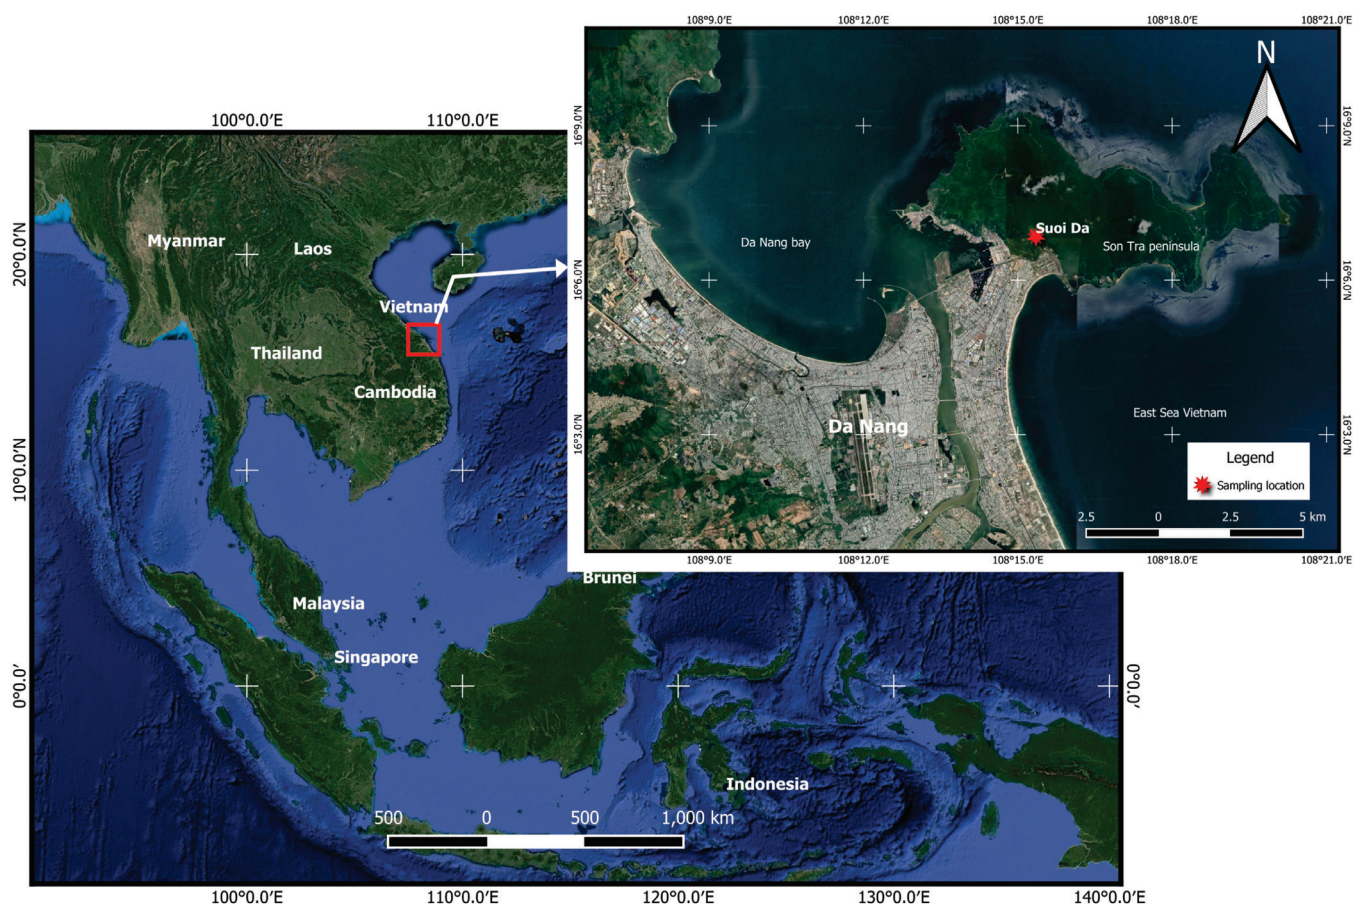 108°9.0'E 108°12.0'E 108°15.0'E 108°18.0'E 108°21.0'E
N
16°9.0'N
16°9.0'N
Suoi Da
Da Nang bay
Son Tra peninsula
16°6.0'N
16°6.0'N
East Sea Vietnam
Da Nang
16°3.0'N
16°3.0'N
Legend
Sampling location
2.5 0 2.5 5 km
108°9.0'E 108°12.0'E 108°15.0'E 108°18.0'E 108°21.0'E
100°0.0'E 110°0.0'E
Myanmar
Laos
20°0.0'N
Vietnam
Thailand
Cambodia
10°0.0'N
Brunei
Malaysia
Singapore
0°0.0'
0°0.0'
Indonesia
500 0 500 1,000 km
100°0.0'E 110°0.0'E 120°0.0'E 130°0.0'E 140°0.0'E